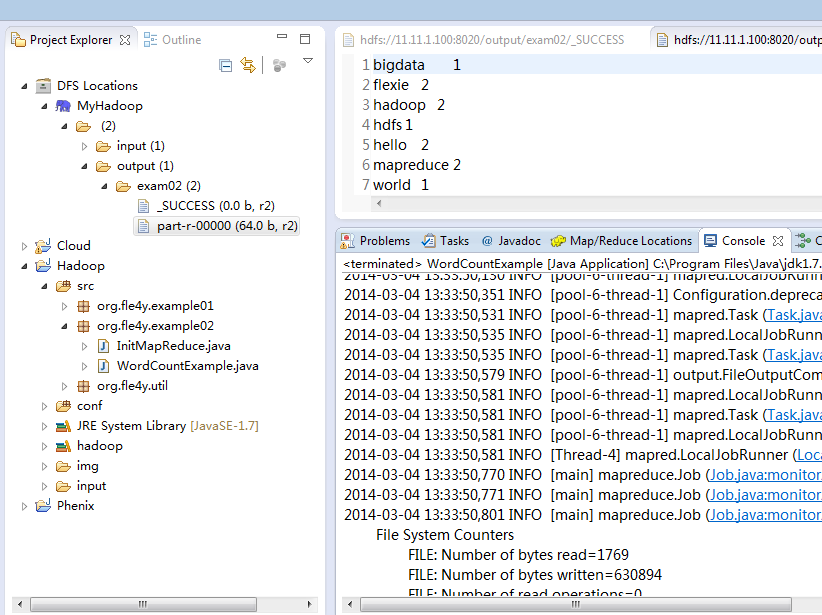 Project Explorer
Outline
DFS Locations
MyHadoop
(2)
input (1)
output (1)
exam02 (2)
_SUCCESS (0.0 b, r2)
part-r-00000 (64.0 b, r2)
Cloud
Hadoop
src
org.fle4y.example01
org.fle4y.example02
InitMapReduce.java
WordCountExample.java
org.fle4y.util
conf
JRE System Library [JavaSE-1.7]
hadoop
img
input
Phenix
hdfs://11.11.1.100:8020/output/exam02/_SUCCESS
hdfs://11.11.1.100:8020/outp
1 bigdata 1
2 flexie 2
3 hadoop 2
4 hdfs 1
5 hello 2
6 mapreduce 2
7 world 1
Problems
Tasks
@ Javadoc
Map/Reduce Locations
Console
C
<terminated> WordCountExample [Java Application] C:\Program Files\Java\jdk1.7.
2014-03-04 13:33:50,150 INFO [pool-6-thread-1] mapred.LocalJobRunn
2014-03-04 13:33:50,351 INFO [pool-6-thread-1] Configuration.depreca
2014-03-04 13:33:50,531 INFO [pool-6-thread-1] mapred.Task (Task.java
2014-03-04 13:33:50,535 INFO [pool-6-thread-1] mapred.LocalJobRunn
2014-03-04 13:33:50,535 INFO [pool-6-thread-1] mapred.Task (Task.java
2014-03-04 13:33:50,579 INFO [pool-6-thread-1] output.FileOutputCom
2014-03-04 13:33:50,581 INFO [pool-6-thread-1] mapred.LocalJobRunn
2014-03-04 13:33:50,581 INFO [pool-6-thread-1] mapred.Task (Task.java
2014-03-04 13:33:50,581 INFO [pool-6-thread-1] mapred.LocalJobRunn
2014-03-04 13:33:50,581 INFO [Thread-4] mapred.LocalJobRunner (Loca
2014-03-04 13:33:50,770 INFO [main] mapreduce.Job (Job.java:monitor
2014-03-04 13:33:50,771 INFO [main] mapreduce.Job (Job.java:monitor
2014-03-04 13:33:50,801 INFO [main] mapreduce.Job (Job.java:monitor
File System Counters
FILE: Number of bytes read=1769
FILE: Number of bytes written=630894
FILE: Number of read operations=0